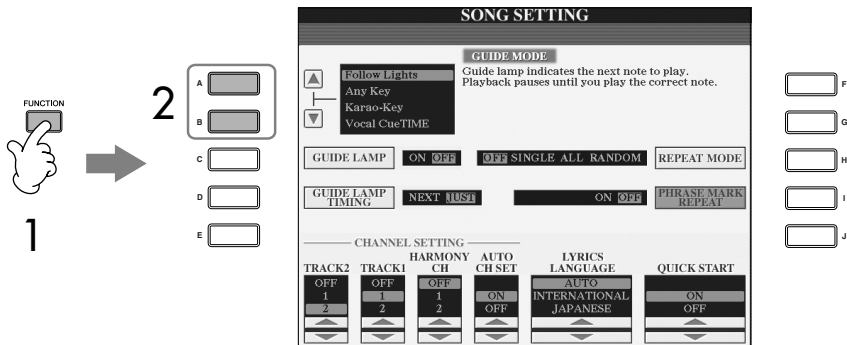 SONG SETTING
GUIDE MODE
Follow Lights
Any Key
Karao-Key
Vocal CueTIME
Guide lamp indicates the next note to play.
Playback pauses until you play the correct note.
FUNCTION
1
2
A
B
C
D
E
F
G
H
I
J
GUIDE LAMP ON OFF OFF SINGLE ALL RANDOM REPEAT MODE
GUIDE LAMP
TIMING
NEXT JUST
ON OFF
PHRASE MARK
REPEAT
CHANNEL SETTING
TRACK2
OFF
1
2
TRACK1
OFF
1
2
HARMONY
CH
OFF
1
2
AUTO
CH SET
ON
OFF
LYRICS
LANGUAGE
AUTO
INTERNATIONAL
JAPANESE
QUICK START
ON
OFF